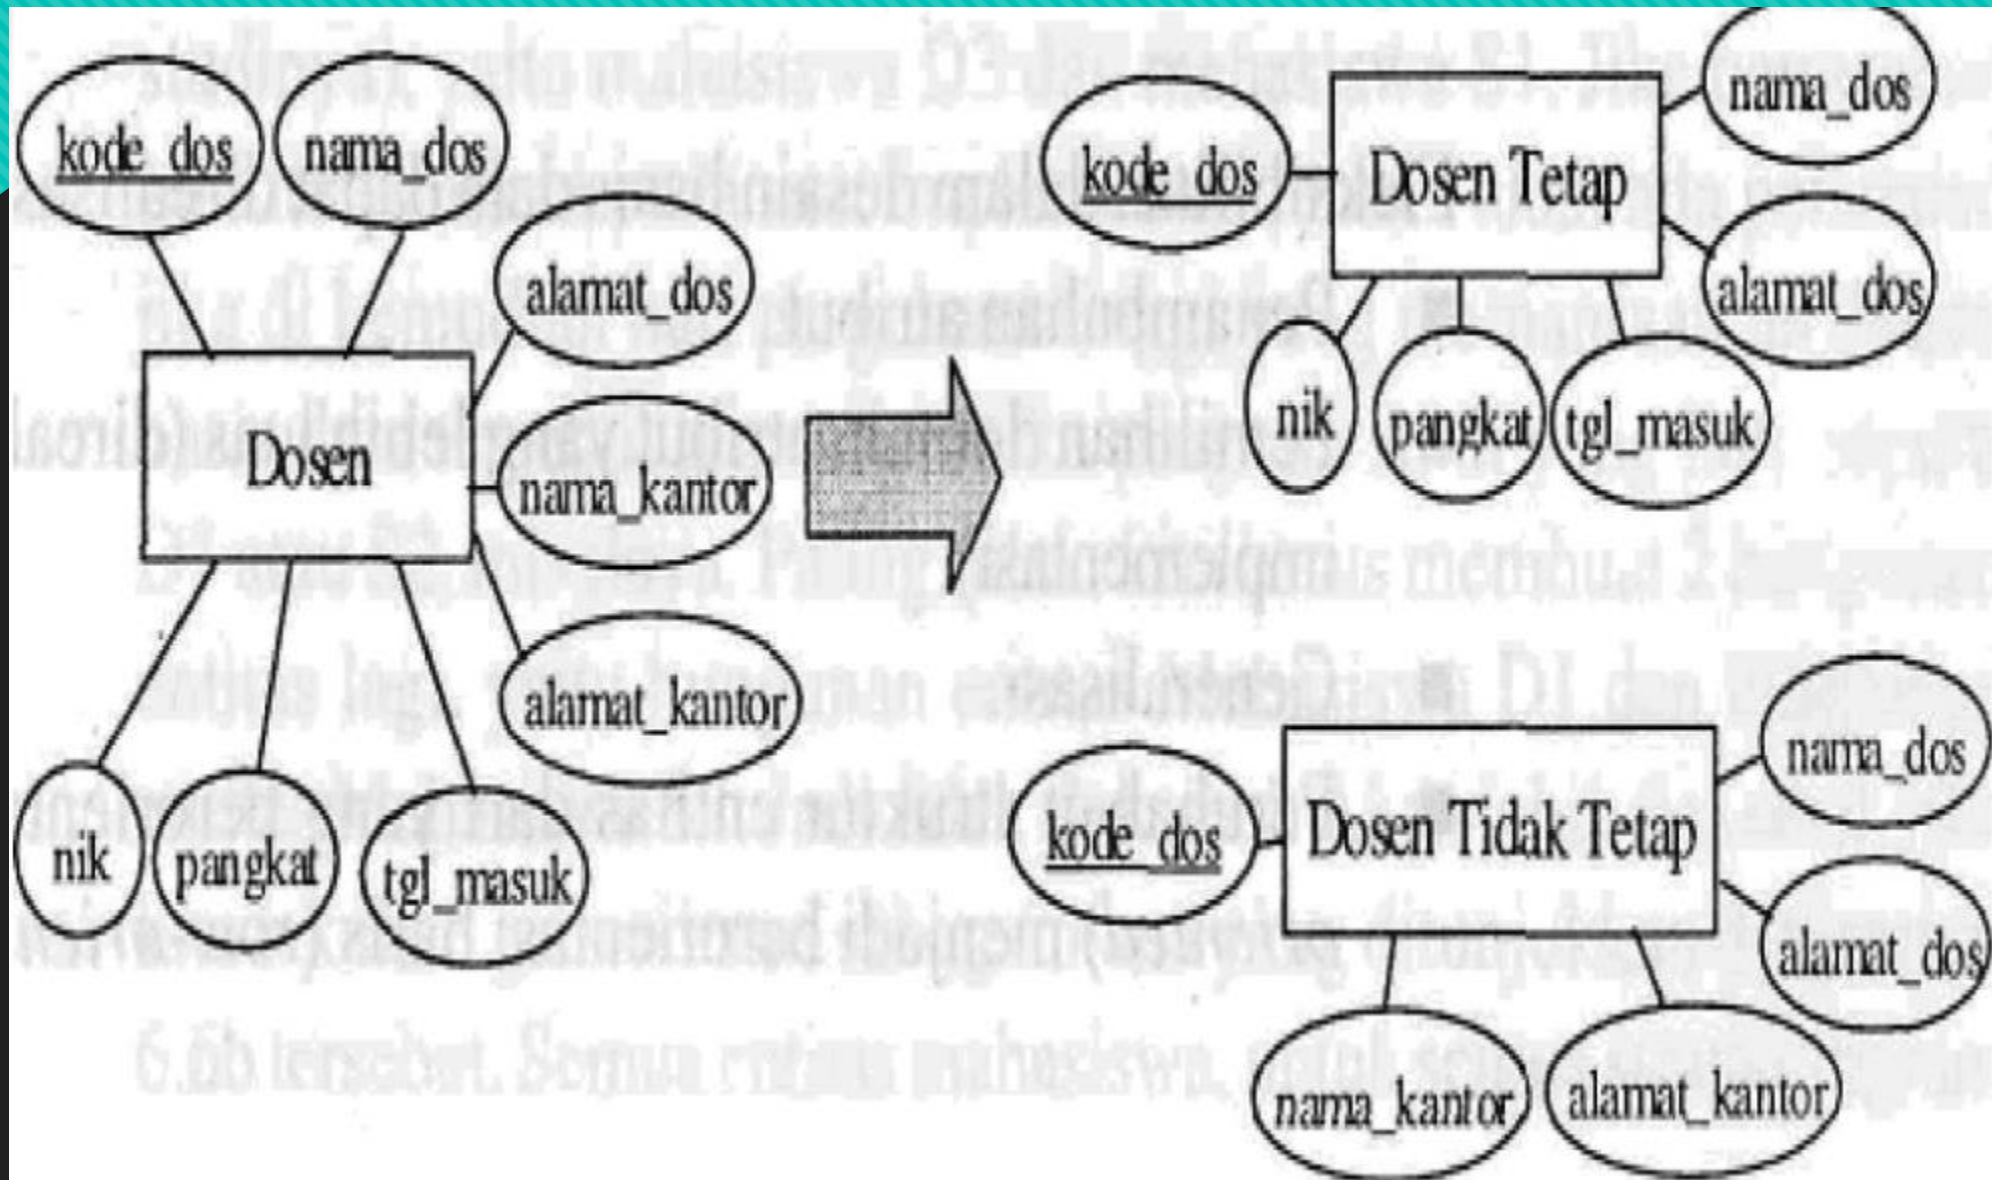 kode_dos
nama_dos
alamat_dos
Dosen
nama_kantor
alamat_kantor
nik
pangkat
tgl_masuk
nama_dos
kode_dos
Dosen Tetap
alamat_dos
nik
pangkat
tgl_masuk
nama_dos
kode_dos
Dosen Tidak Tetap
alamat_dos
nama_kantor
alamat_kantor